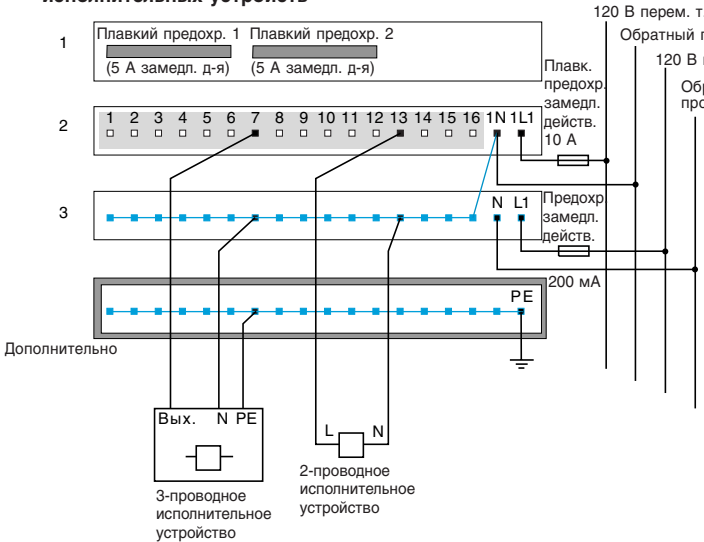 исполнительных устройств
120 В перем. т.
Обратный п
120 В
Об
про
1
Плавкий предохр. 1 Плавкий предохр. 2
(5 А замедл. д-я) (5 А замедл. д-я)
Плавк.
предохр.
замедл.
действ.
10 А
2
1 2 3 4 5 6 7 8 9 10 11 12 13 14 15 16 1N 1L1
3
N L1
Предохр.
замедл.
действ.
200 мА
PE
Дополнительно
Вых. N PE
L N
3-проводное
исполнительное
устройство
2-проводное
исполнительное
устройство